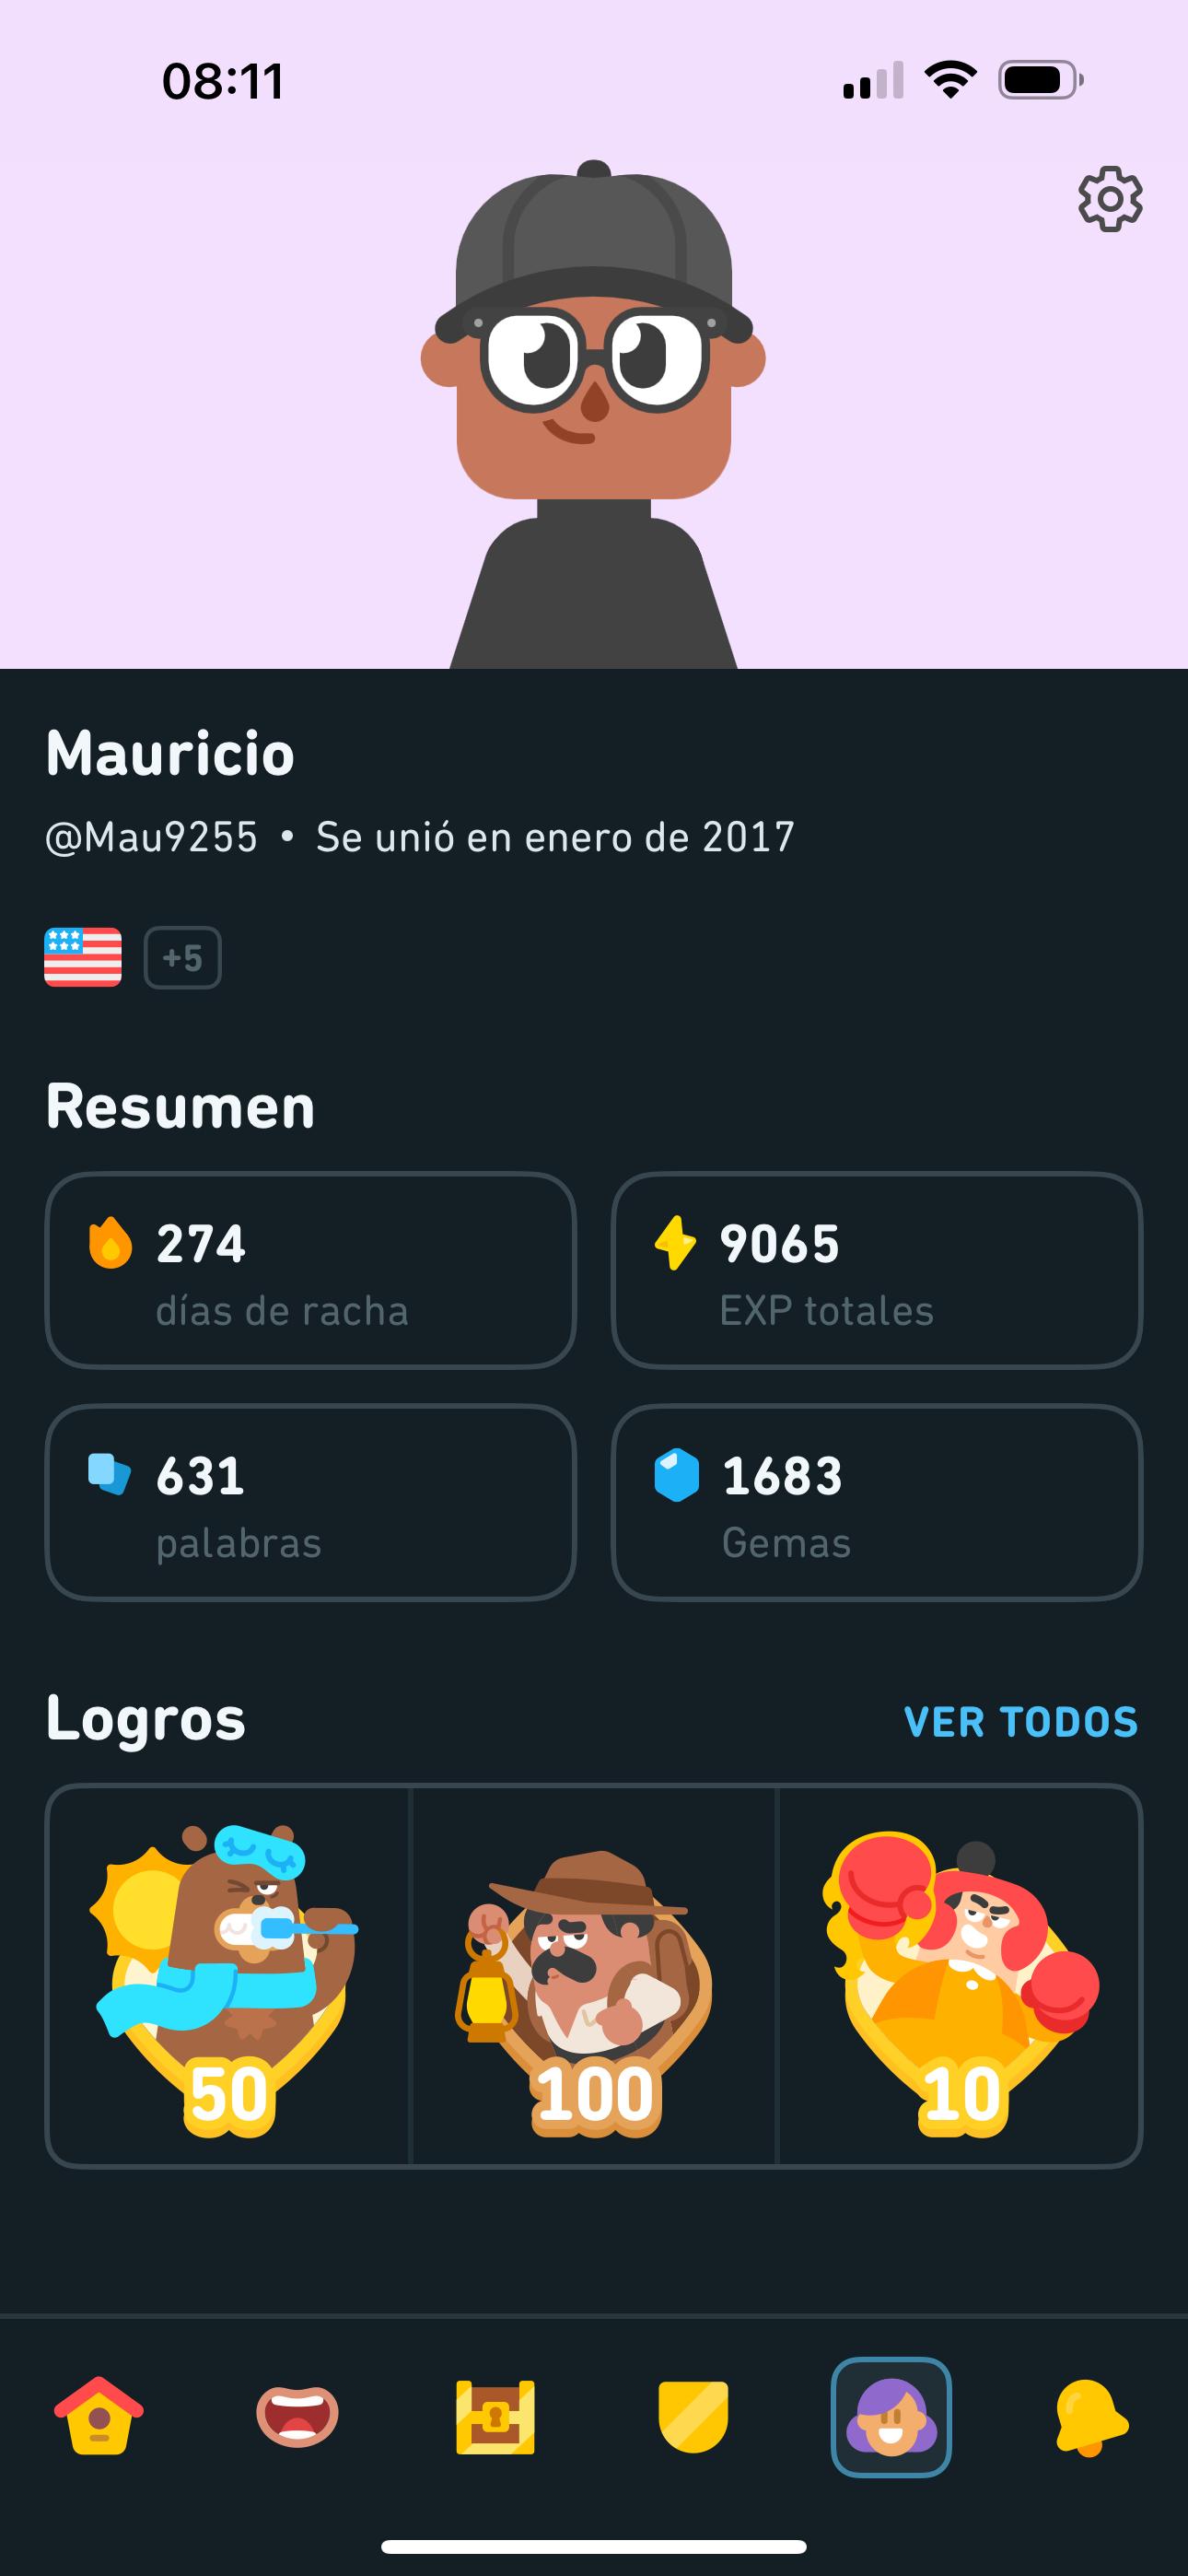 08:11
Mauricio
@Mau9255 • Se unió en enero de 2017
+5
Resumen
274
días de racha
9065
EXP totales
631
palabras
1683
Gemas
Logros
VER TODOS
50
100
10